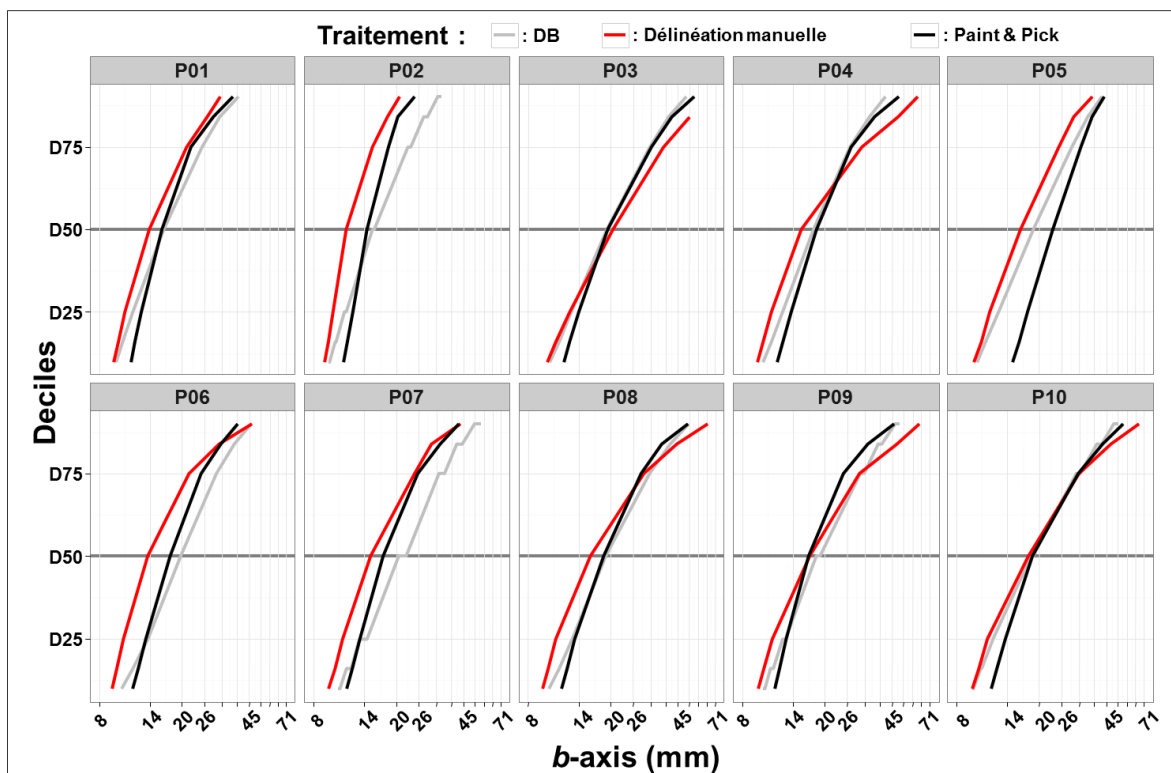 Traitement : : DB : Délinéation manuelle : Paint & Pick
P01 P02 P03 P04 P05
D75
D50
D25
Deciles
P06 P07 P08 P09 P10
D75
D50
D25
8 14 20 26 45 71 8 14 20 26 45 71 8 14 20 26 45 71 8 14 20 26 45 71 8 14 20 26 45 71
b-axis (mm)